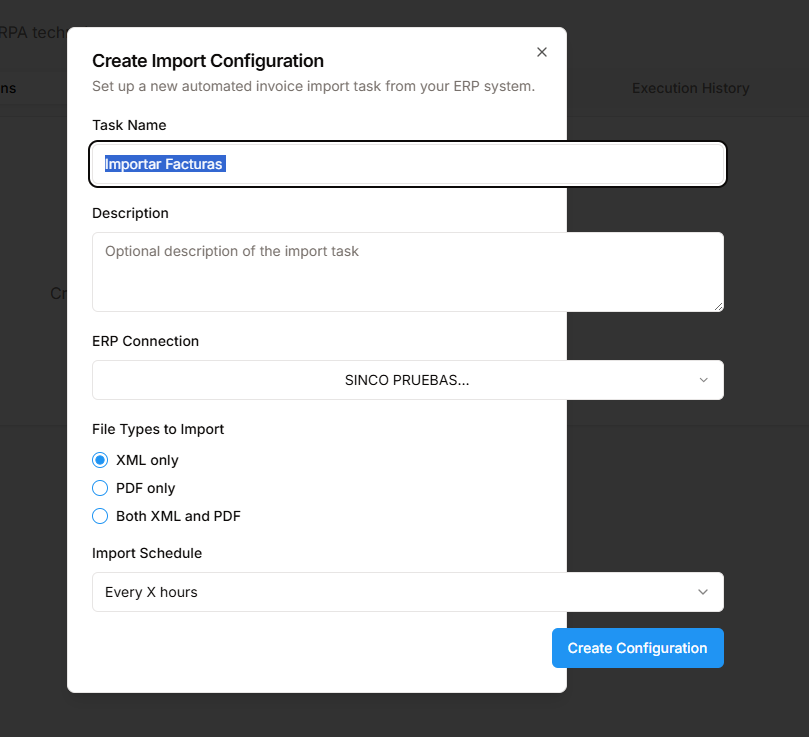 RPA tech
Create Import Configuration
Set up a new automated invoice import task from your ERP system.
ns
Execution History
Task Name
Importar Facturas
Description
Optional description of the import task
Cr
ERP Connection
SINCO PRUEBAS...
File Types to Import
XML only
PDF only
Both XML and PDF
Import Schedule
Every X hours
Create Configuration